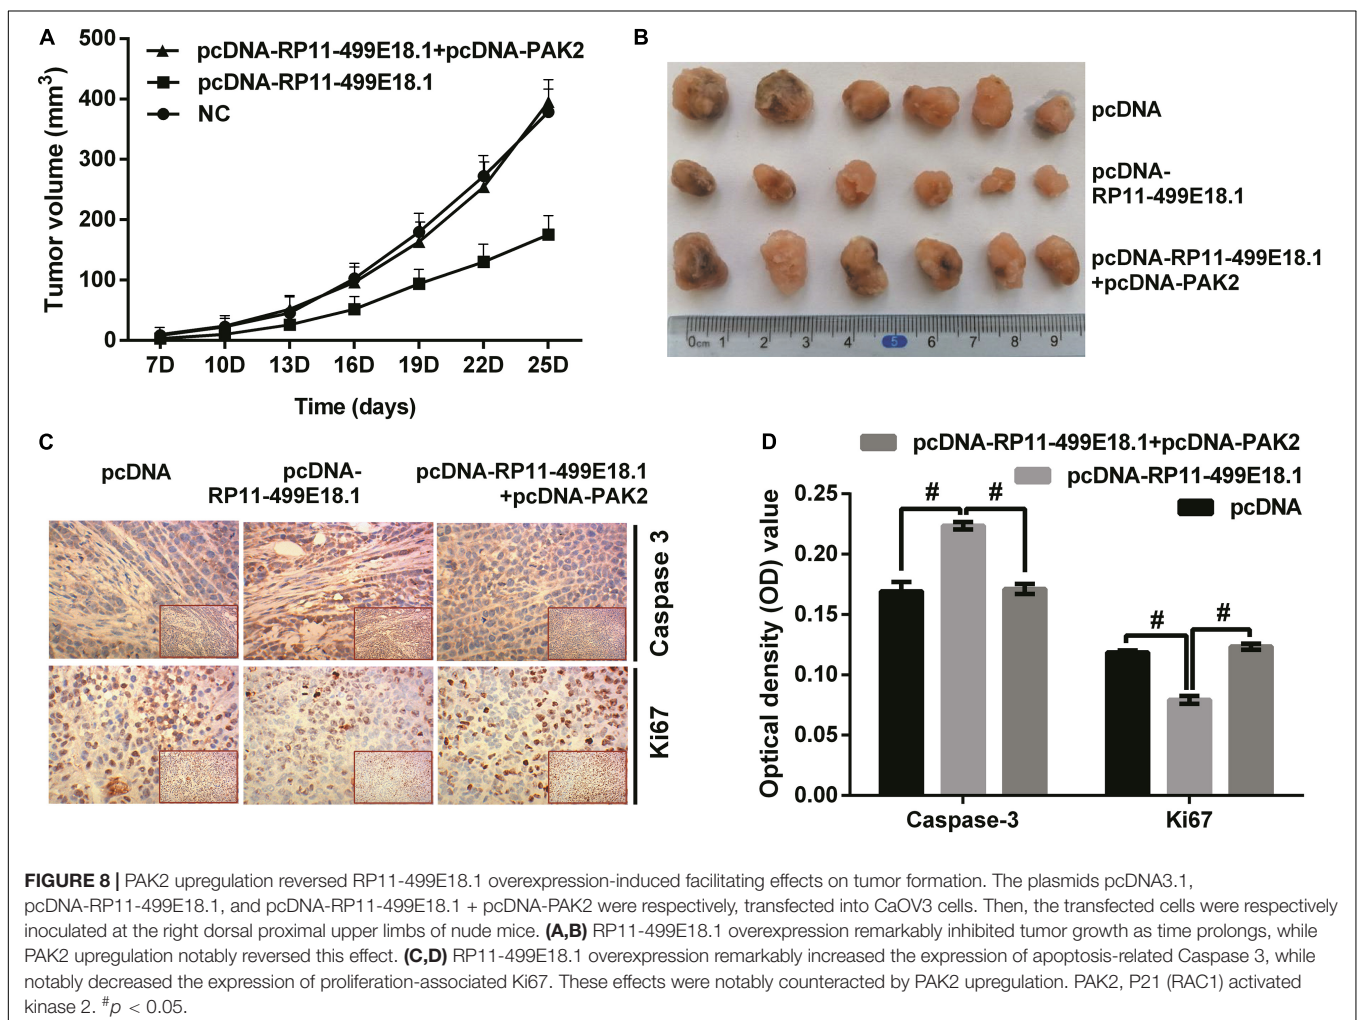 A
500
400
300
200
100
0
Tumor volume (mm³)
pcDNA-RP11-499E18.1+pcDNA-PAK2
pcDNA-RP11-499E18.1
NC
7D 10D 13D 16D 19D 22D 25D
Time (days)
B
pcDNA
pcDNA-
RP11-499E18.1
pcDNA-RP11-499E18.1
+pcDNA-PAK2
0cm 1 2 3 4 5 6 7 8 9
C
pcDNA
pcDNA-
RP11-499E18.1
pcDNA-RP11-499E18.1
+pcDNA-PAK2
Caspase 3
Ki67
D
pcDNA-RP11-499E18.1+pcDNA-PAK2
pcDNA-RP11-499E18.1
pcDNA
Optical density (OD) value
0.25
0.20
0.15
0.10
0.05
0.00
# #
# #
Caspase-3 Ki67
FIGURE 8 | PAK2 upregulation reversed RP11-499E18.1 overexpression-induced facilitating effects on tumor formation. The plasmids pcDNA3.1,
pcDNA-RP11-499E18.1, and pcDNA-RP11-499E18.1 + pcDNA-PAK2 were respectively, transfected into CaOV3 cells. Then, the transfected cells were respectively
inoculated at the right dorsal proximal upper limbs of nude mice. (A,B) RP11-499E18.1 overexpression remarkably inhibited tumor growth as time prolongs, while
PAK2 upregulation notably reversed this effect. (C,D) RP11-499E18.1 overexpression remarkably increased the expression of apoptosis-related Caspase 3, while
notably decreased the expression of proliferation-associated Ki67. These effects were notably counteracted by PAK2 upregulation. PAK2, P21 (RAC1) activated
kinase 2. #p < 0.05.